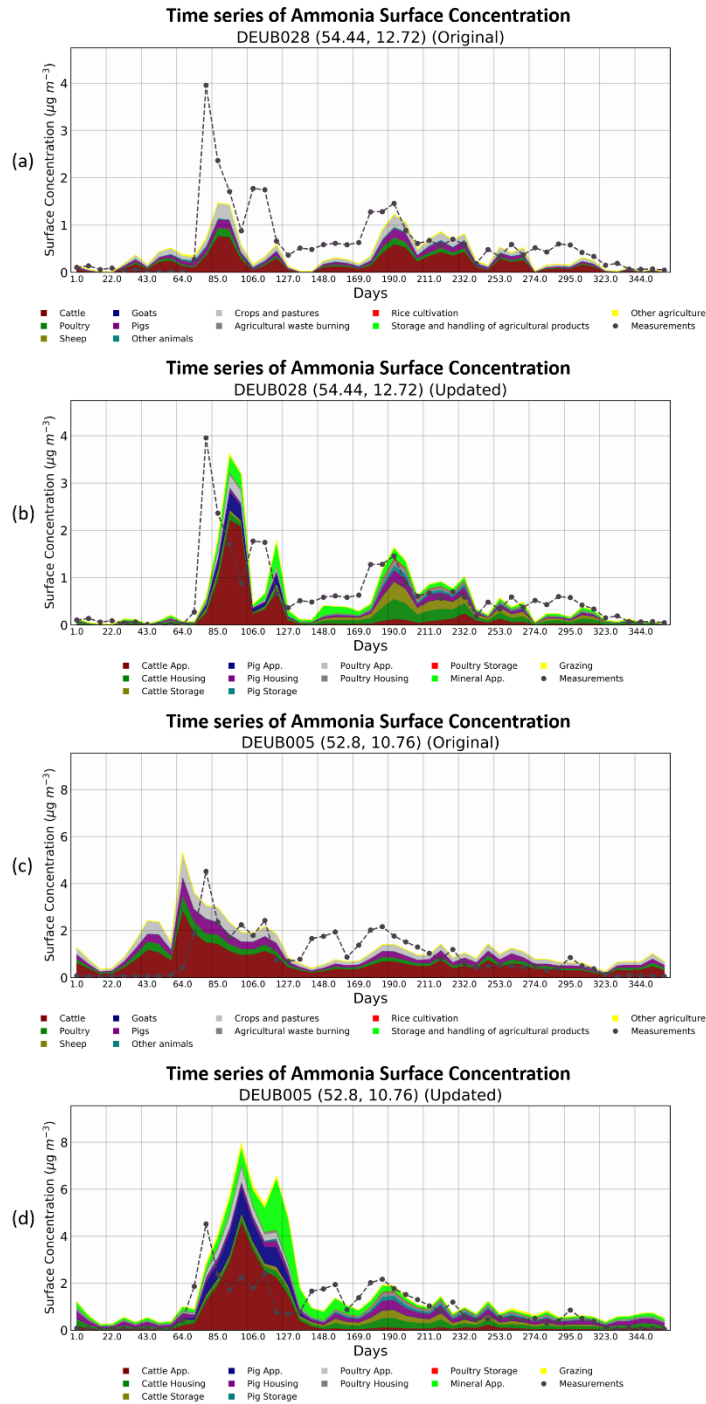 Time series of Ammonia Surface Concentration
DEUB028 (54.44, 12.72) (Original)
(a)
Surface Concentration (μg m⁻³)
4
3
2
1
0
1.0 22.0 43.0 64.0 85.0 106.0 127.0 148.0 169.0 190.0 211.0 232.0 253.0 274.0 295.0 316.0 323.0 344.0
Days
Cattle Goats Crops and pastures Rice cultivation Other agriculture
Poultry Pigs Agricultural waste burning Storage and handling of agricultural products Measurements
Sheep Other animals
Time series of Ammonia Surface Concentration
DEUB028 (54.44, 12.72) (Updated)
(b)
Surface Concentration (μg m⁻³)
4
3
2
1
0
1.0 22.0 43.0 64.0 85.0 106.0 127.0 148.0 169.0 190.0 211.0 232.0 253.0 274.0 295.0 323.0 344.0
Days
Cattle App. Pig App. Poultry App. Poultry Storage Grazing
Cattle Housing Pig Housing Poultry Housing Mineral App. Measurements
Cattle Storage Pig Storage
Time series of Ammonia Surface Concentration
DEUB005 (52.8, 10.76) (Original)
(c)
Surface Concentration (μg m⁻³)
8
6
4
2
0
1.0 22.0 43.0 64.0 85.0 106.0 127.0 148.0 169.0 190.0 211.0 232.0 253.0 274.0 295.0 323.0 344.0
Days
Cattle Goats Crops and pastures Rice cultivation Other agriculture
Poultry Pigs Agricultural waste burning Storage and handling of agricultural products Measurements
Sheep Other animals
Time series of Ammonia Surface Concentration
DEUB005 (52.8, 10.76) (Updated)
(d)
Surface Concentration (μg m⁻³)
8
6
4
2
0
1.0 22.0 43.0 64.0 85.0 106.0 127.0 148.0 169.0 190.0 211.0 232.0 253.0 274.0 295.0 323.0 344.0
Days
Cattle App. Pig App. Poultry App. Poultry Storage Grazing
Cattle Housing Pig Housing Poultry Housing Mineral App. Measurements
Cattle Storage Pig Storage